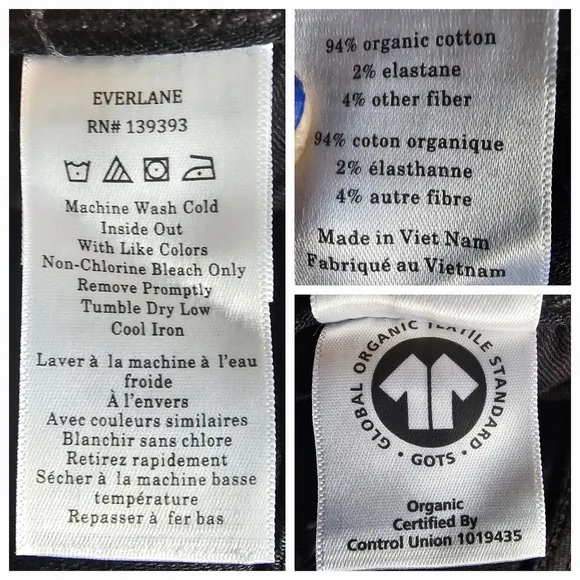 EVERLANE
RN# 139393
Machine Wash Cold
Inside Out
With Like Colors
Non-Chlorine Bleach Only
Remove Promptly
Tumble Dry Low
Cool Iron
Laver à la machine à l'eau
froide
À l'envers
Avec couleurs similaires
Blanchir sans chlore
Retirez rapidement
Sécher à la machine basse
température
Repasser à fer bas
94% organic cotton
2% elastane
4% other fiber
94% coton organique
2% élasthanne
4% autre fibre
Made in Viet Nam
Fabriqué au Vietnam
GLOBAL ORGANIC TEXTILE STANDARD
· GOTS ·
Organic
Certified By
Control Union 1019435